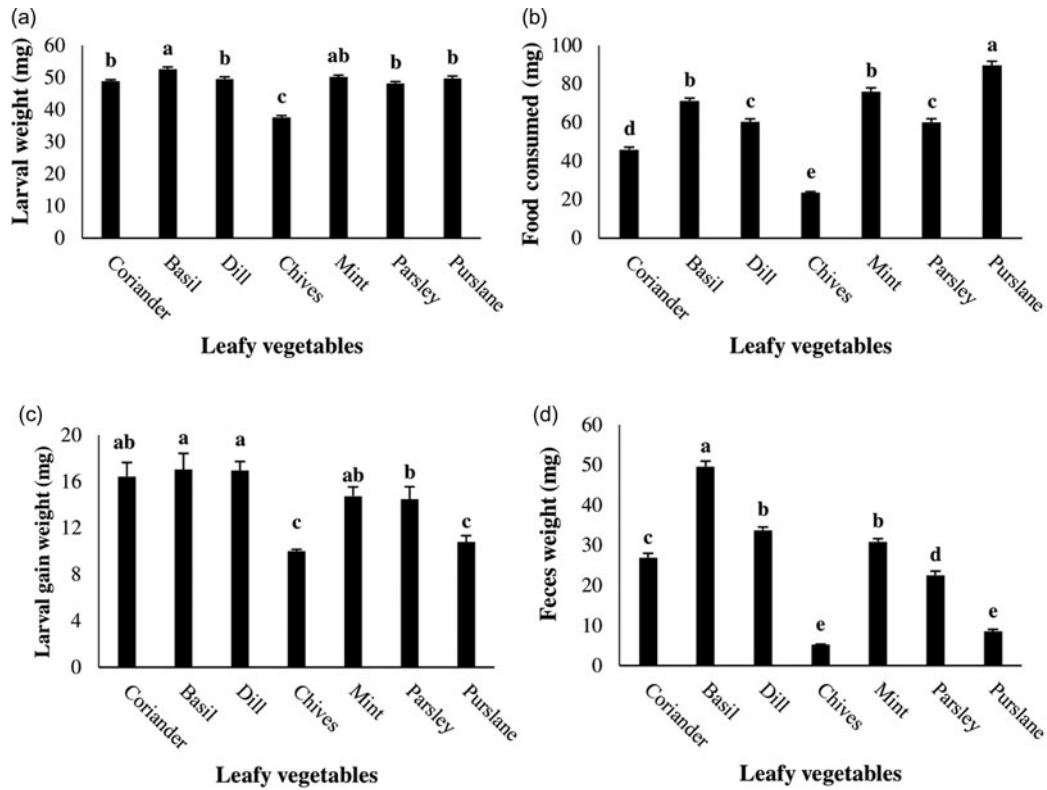 (a)
Larval weight (mg)
60
50
40
30
20
10
0
b
a
b
c
ab
b
b
Coriander
Basil
Dill
Chives
Mint
Parsley
Purslane
Leafy vegetables
(b)
Food consumed (mg)
100
80
60
40
20
0
d
b
c
e
b
c
a
Coriander
Basil
Dill
Chives
Mint
Parsley
Purslane
Leafy vegetables
(c)
Larval gain weight (mg)
20
16
12
8
4
0
ab
a
a
c
ab
b
c
Coriander
Basil
Dill
Chives
Mint
Parsley
Purslane
Leafy vegetables
(d)
Feces weight (mg)
60
50
40
30
20
10
0
c
a
b
e
b
d
e
Coriander
Basil
Dill
Chives
Mint
Parsley
Purslane
Leafy vegetables